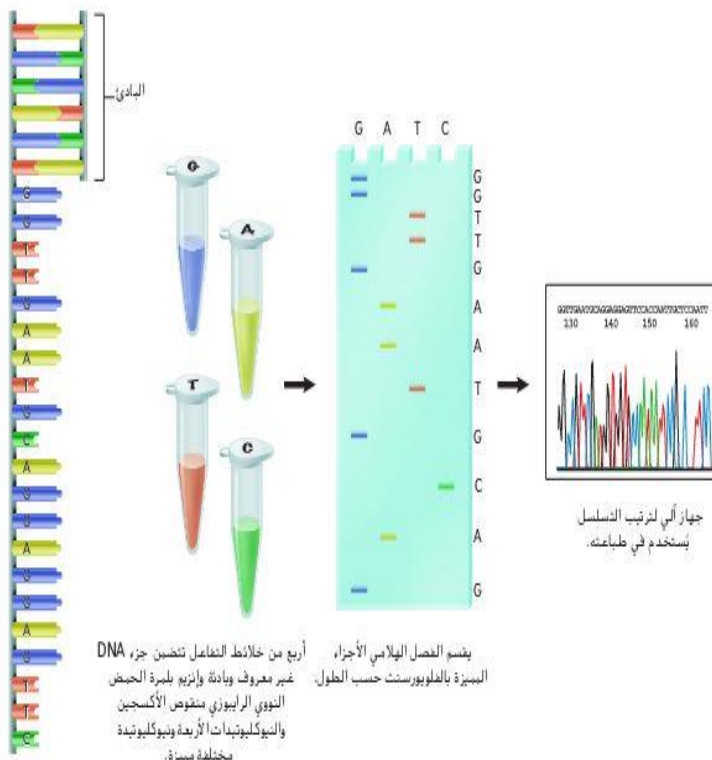 البادئ
G
G
T
T
G
A
A
T
G
C
A
G
G
A
G
G
A
G
T
T
C
G
A
T
C
G A T C
G
G
T
T
G
A
A
T
G
C
A
G
GGTTGAATGCAGGAGGAGTTCCACCAATTGCTCCAATT
130 140 150 160
أربع من خلائط التفاعل تتضمن جزء DNA
غير معروف وبادئة وإنزيم بلمرة الحمض
النووي الرايبوزي منقوص الأكسجين
والنيوكليوتيدات الأربعة ونيوكليوتيدة
مختلفة مميزة.
يقسم الفصل الهلامي الأجزاء
المميزة بالفلوبورسنت حسب الطول.
جهاز آلي لترتيب التسلسل
يُستخدم في طباعته.